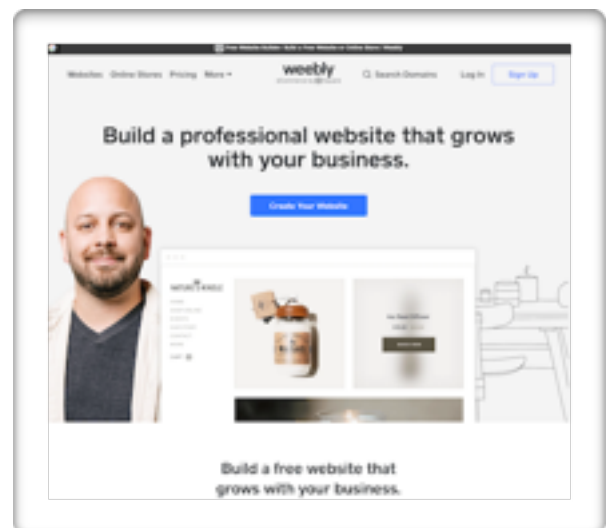 Free Website Builder: Build a Free Website or Online Store | Weebly
Websites Online Stores Pricing More weebly Search Domains Log In Sign Up
Build a professional website that grows
with your business.
Create Your Website
Build a free website that
grows with your business.